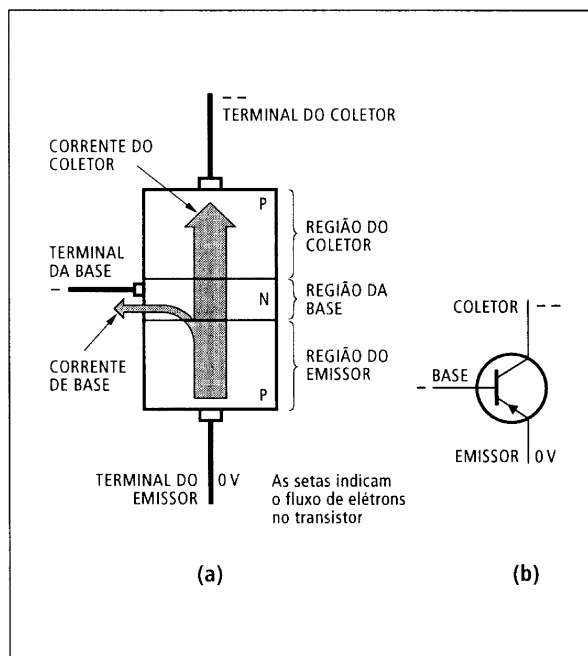 – –
TERMINAL DO COLETOR
CORRENTE DO
COLETOR
P
REGIÃO DO
COLETOR
TERMINAL
DA BASE
–
N
REGIÃO DA
BASE
CORRENTE
DE BASE
REGIÃO DO
EMISSOR
P
TERMINAL DO
EMISSOR
0 V
As setas indicam
o fluxo de elétrons
no transistor
(a)
COLETOR – –
– BASE
EMISSOR 0 V
(b)